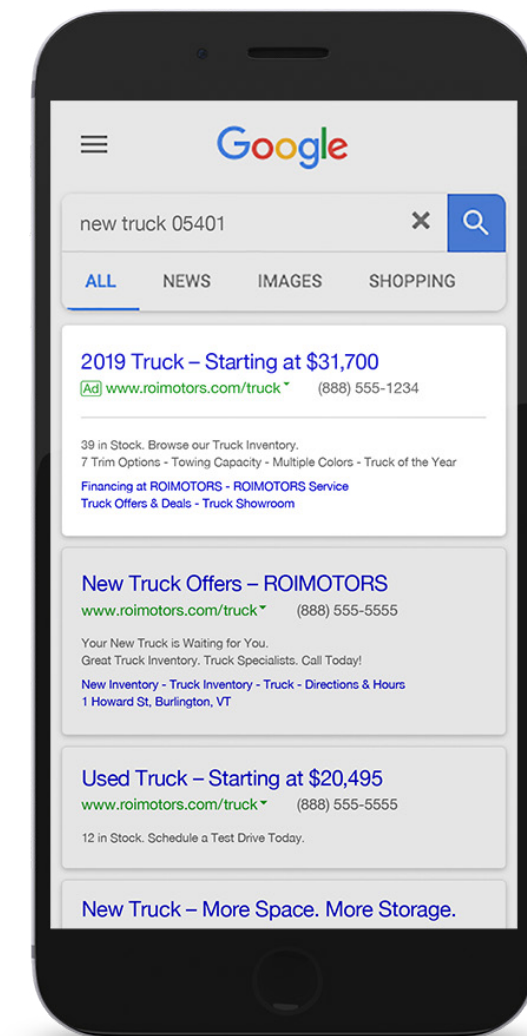 Google
new truck 05401
ALL NEWS IMAGES SHOPPING
2019 Truck – Starting at $31,700
Ad www.roimotors.com/truck (888) 555-1234
39 in Stock. Browse our Truck Inventory.
7 Trim Options - Towing Capacity - Multiple Colors - Truck of the Year
Financing at ROIMOTORS - ROIMOTORS Service
Truck Offers & Deals - Truck Showroom
New Truck Offers – ROIMOTORS
www.roimotors.com/truck (888) 555-5555
Your New Truck is Waiting for You.
Great Truck Inventory. Truck Specialists. Call Today!
New Inventory - Truck Inventory - Truck - Directions & Hours
1 Howard St, Burlington, VT
Used Truck – Starting at $20,495
www.roimotors.com/truck (888) 555-5555
12 in Stock. Schedule a Test Drive Today.
New Truck – More Space. More Storage.